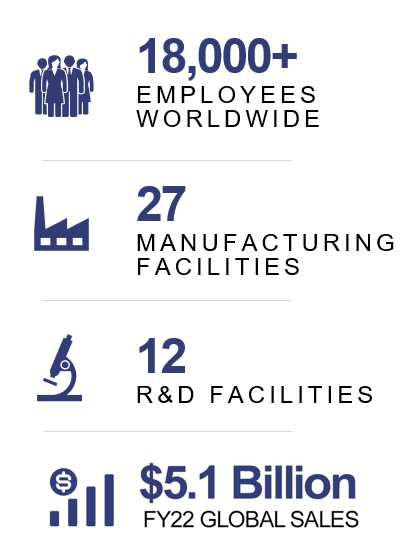 18,000+
EMPLOYEES
WORLDWIDE
27
MANUFACTURING
FACILITIES
12
R&D FACILITIES
$
$5.1 Billion
FY22 GLOBAL SALES